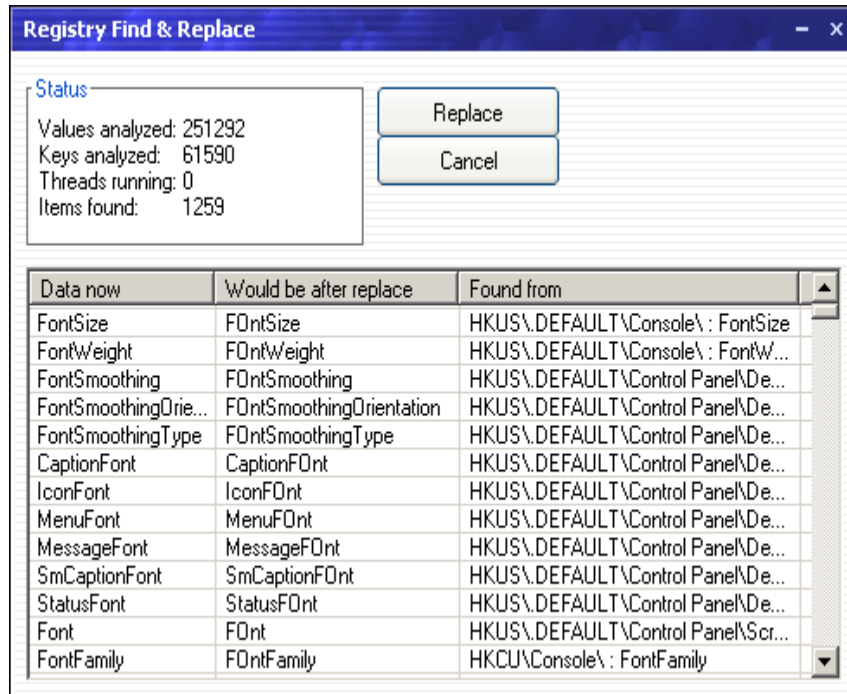 Registry Find & Replace
Status
Values analyzed: 251292
Keys analyzed: 61590
Threads running: 0
Items found: 1259
Replace
Cancel
Data now Would be after replace Found from
FontSize FOntSize HKUS\.DEFAULT\Console\ : FontSize
FontWeight FOntWeight HKUS\.DEFAULT\Console\ : FontW...
FontSmoothing FOntSmoothing HKUS\.DEFAULT\Control Panel\De...
FontSmoothingOrie... FOntSmoothingOrientation HKUS\.DEFAULT\Control Panel\De...
FontSmoothingType FOntSmoothingType HKUS\.DEFAULT\Control Panel\De...
CaptionFont CaptionFOnt HKUS\.DEFAULT\Control Panel\De...
IconFont IconFOnt HKUS\.DEFAULT\Control Panel\De...
MenuFont MenuFOnt HKUS\.DEFAULT\Control Panel\De...
MessageFont MessageFOnt HKUS\.DEFAULT\Control Panel\De...
SmCaptionFont SmCaptionFOnt HKUS\.DEFAULT\Control Panel\De...
StatusFont StatusFOnt HKUS\.DEFAULT\Control Panel\De...
Font FOnt HKUS\.DEFAULT\Control Panel\Scr...
FontFamily FOntFamily HKCU\Console\ : FontFamily